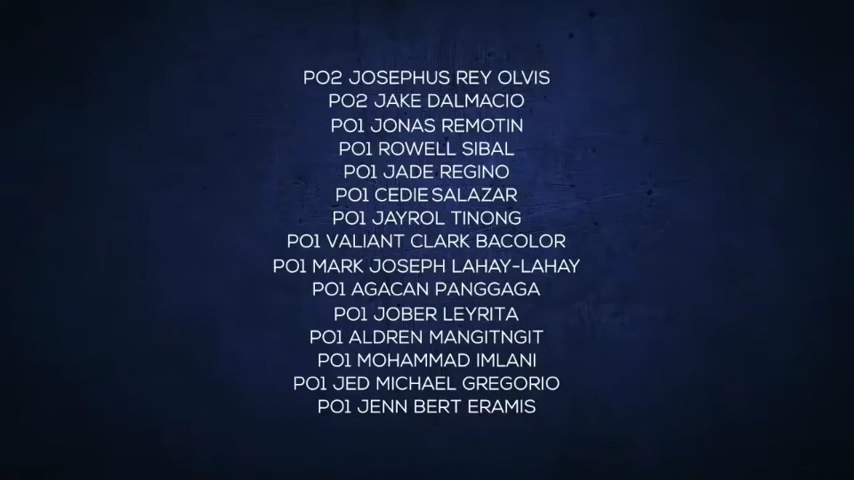 PO2 JOSEPHUS REY OLVIS
PO2 JAKE DALMACIO
PO1 JONAS REMOTIN
PO1 ROWELL SIBAL
PO1 JADE REGINO
PO1 CEDIE SALAZAR
PO1 JAYROL TINONG
PO1 VALIANT CLARK BACOLOR
PO1 MARK JOSEPH LAHAY-LAHAY
PO1 AGACAN PANGGAGA
PO1 JOBER LEYRITA
PO1 ALDREN MANGITNGIT
PO1 MOHAMMAD IMLANI
PO1 JED MICHAEL GREGORIO
PO1 JENN BERT ERAMIS